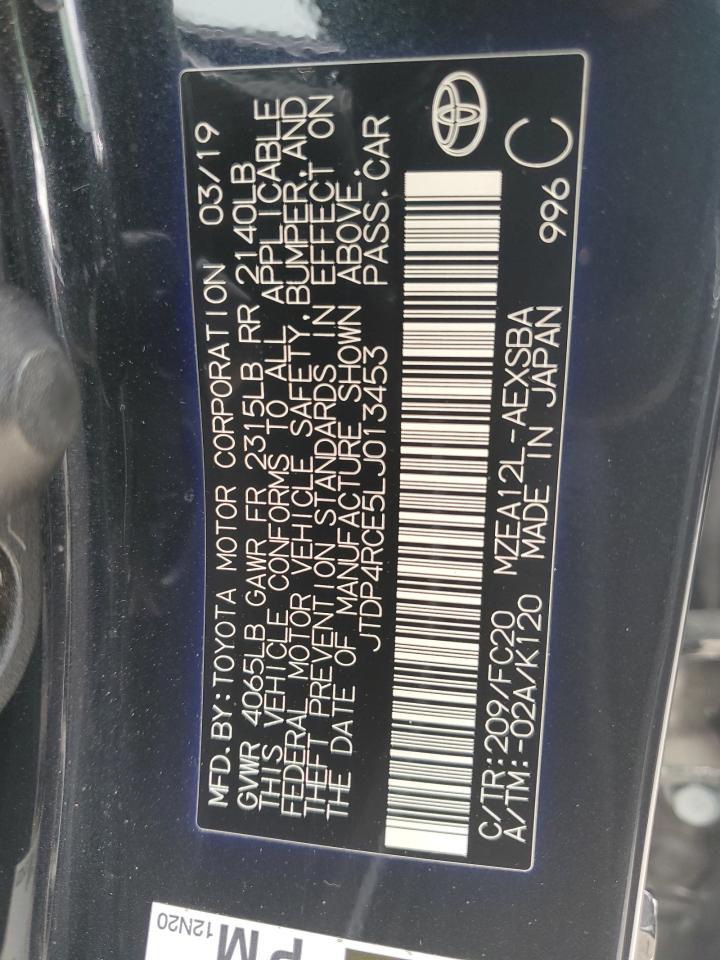 MFD.BY:TOYOTA MOTOR CORPORATION 03/19
GVWR 4065LB GAWR FR 2315LB RR 2140LB
THIS VEHICLE CONFORMS TO ALL APPLICABLE
FEDERAL MOTOR VEHICLE SAFETY,BUMPER,AND
THEFT PREVENTION STANDARDS IN EFFECT ON
THE DATE OF MANUFACTURE SHOWN ABOVE.
JTDP4RCE5LJ013453 PASS.CAR
C/TR:209/FC20 MZEA12L-AEXSBA 996 C
A/TM:-02A/K120 MADE IN JAPAN
12N20
PM